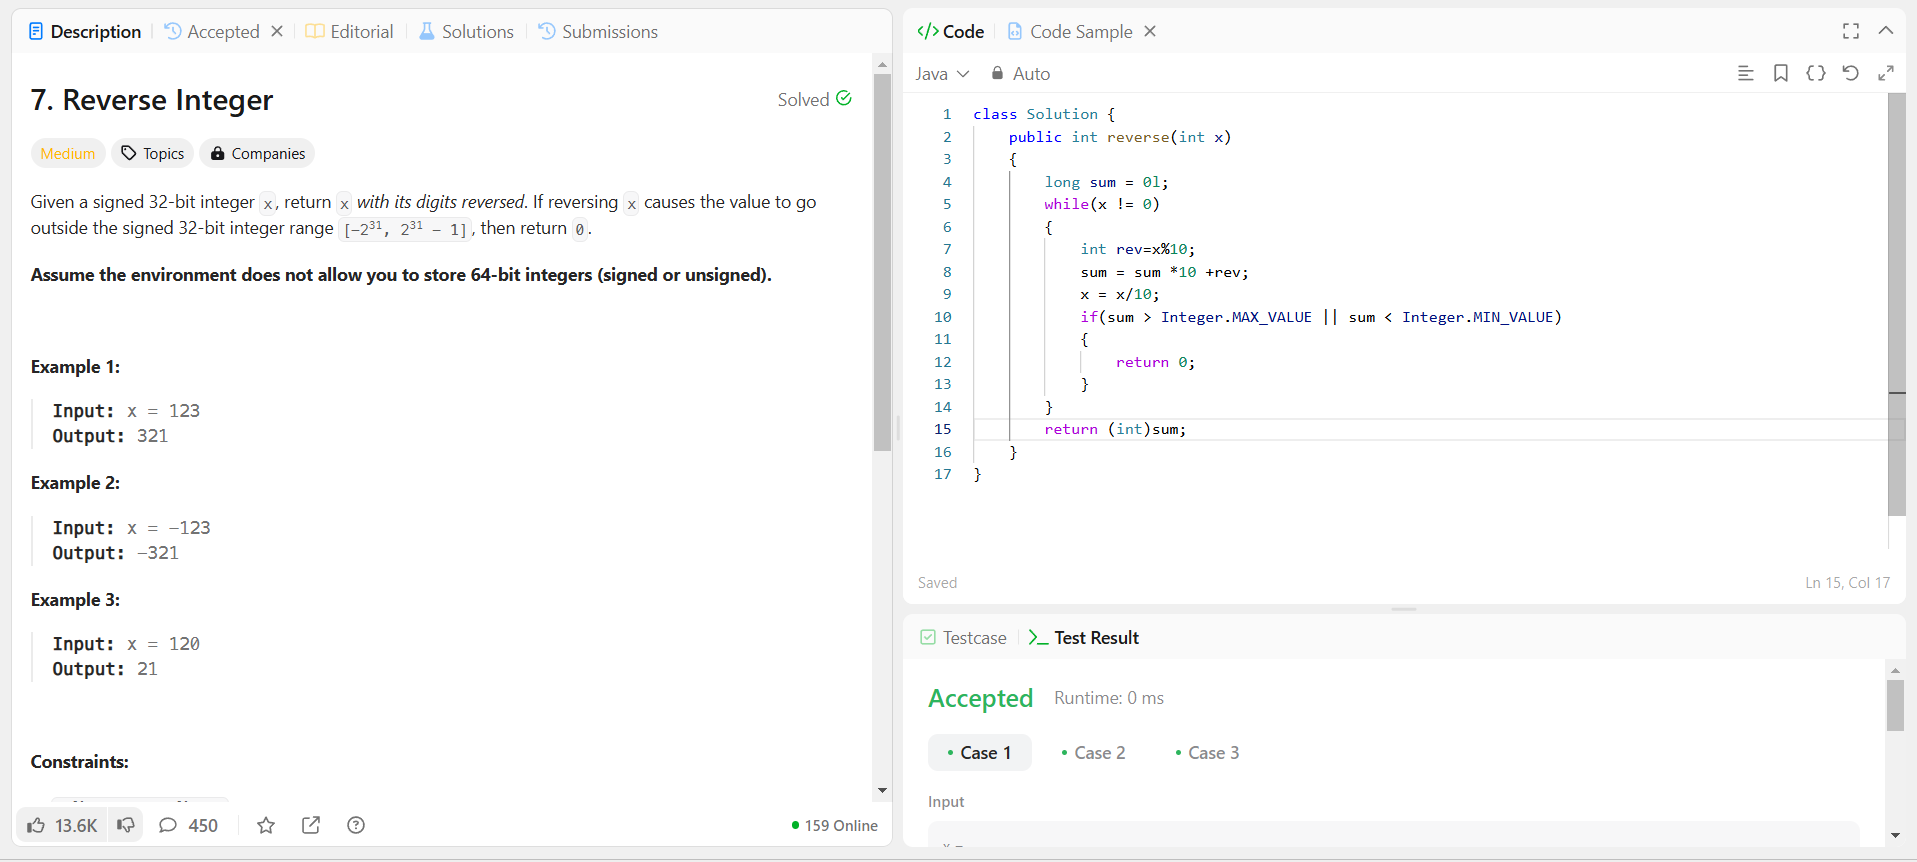 Description
Accepted
Editorial
Solutions
Submissions
7. Reverse Integer
Solved
Medium
Topics
Companies
Given a signed 32-bit integer x, return x with its digits reversed. If reversing x causes the value to go
outside the signed 32-bit integer range [-2³¹, 2³¹ - 1], then return 0.
Assume the environment does not allow you to store 64-bit integers (signed or unsigned).
Example 1:
Input: x = 123
Output: 321
Example 2:
Input: x = -123
Output: -321
Example 3:
Input: x = 120
Output: 21
Constraints:
13.6K
450
159 Online
</> Code
Code Sample
Java
Auto
1 class Solution {
2 public int reverse(int x)
3 {
4 long sum = 0l;
5 while(x != 0)
6 {
7 int rev=x%10;
8 sum = sum *10 +rev;
9 x = x/10;
10 if(sum > Integer.MAX_VALUE || sum < Integer.MIN_VALUE)
11 {
12 return 0;
13 }
14 }
15 return (int)sum;
16 }
17 }
Saved
Ln 15, Col 17
Testcase
Test Result
Accepted
Runtime: 0 ms
Case 1
Case 2
Case 3
Input